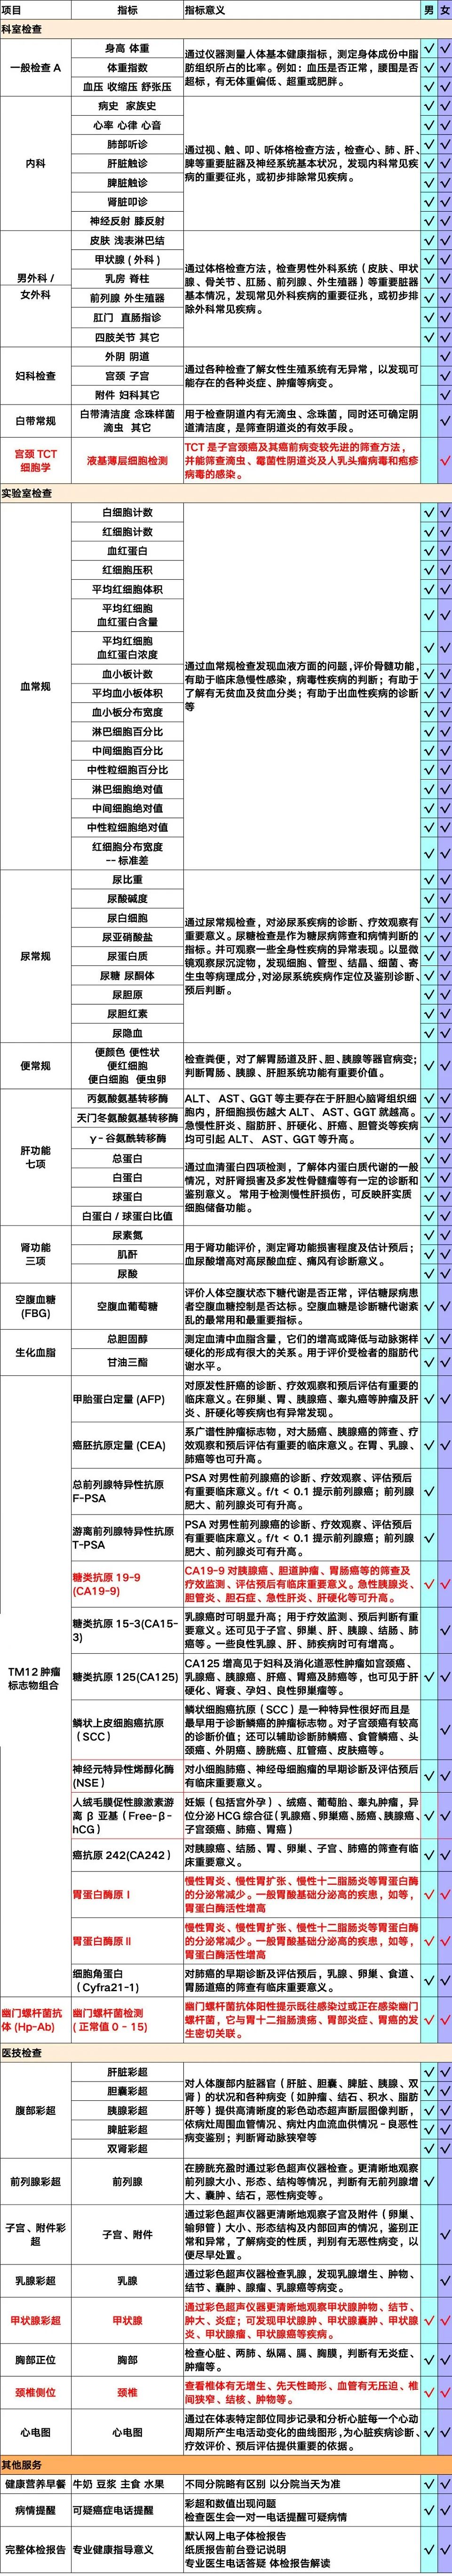 项目 指标 指标意义 男 女
科室检查
一般检查 A
身高 体重
体重指数
血压 收缩压 舒张压
通过仪器测量人体基本健康指标，测定身体成份中脂
肪组织所占的比率。例如：血压是否正常，腰围是否
超标，有无体重偏低、超重或肥胖。
内科
病史 家族史
心率 心律 心音
肺部听诊
肝脏触诊
脾脏触诊
肾脏叩诊
神经反射 膝反射
通过视、触、叩、听体格检查方法，检查心、肺、肝、
脾等重要脏器及神经系统基本状况，发现内科常见疾
病的重要征兆，或初步排除常见疾病。
男外科 /
女外科
皮肤 浅表淋巴结
甲状腺 ( 外科 )
乳房 脊柱
前列腺 外生殖器
肛门 直肠指诊
四肢关节 其它
通过体格检查方法，检查男性外科系统（皮肤、甲状
腺、骨关节、肛肠、前列腺、外生殖器）等重要脏器
基本情况，发现常见外科疾病的重要征兆，或初步排
除外科常见疾病。
妇科检查
外阴 阴道
宫颈 子宫
附件 妇科其它
通过各种检查了解女性生殖系统有无异常，以发现可
能存在的各种炎症、肿瘤等病变。
白带常规
白带清洁度 念珠样菌
滴虫 其它
用于检查阴道内有无滴虫、念珠菌，同时还可确定阴
道清洁度，是筛查阴道炎的有效手段。
宫颈 TCT
细胞学
液基薄层细胞检测
TCT 是子宫颈癌及其癌前病变较先进的筛查方法，
并能筛查滴虫、霉菌性阴道炎及人乳头瘤病毒和疱疹
病毒的感染。
实验室检查
血常规
白细胞计数
红细胞计数
血红蛋白
红细胞压积
平均红细胞体积
平均红细胞
血红蛋白含量
平均红细胞
血红蛋白浓度
血小板计数
平均血小板体积
血小板分布宽度
淋巴细胞百分比
中间细胞百分比
中性粒细胞百分比
淋巴细胞绝对值
中间细胞绝对值
中性粒细胞绝对值
红细胞分布宽度
-- 标准差
通过血常规检查发现血液方面的问题，评价骨髓功能，
有助于临床急慢性感染，病毒性疾病的判断；有助于
了解有无贫血及贫血分类；有助于出血性疾病的诊断
等
尿常规
尿比重
尿酸碱度
尿白细胞
尿亚硝酸盐
尿蛋白质
尿糖 尿酮体
尿胆原
尿胆红素
尿隐血
通过尿常规检查，对泌尿系疾病的诊断、疗效观察有
重要意义。尿糖检查是作为糖尿病筛查和病情判断的
指标。并可观察一些全身性疾病的异常表现。以显微
镜观察尿沉淀物，发现细胞、管型、结晶、细菌、寄
生虫等病理成分，对泌尿系统疾病作定位及鉴别诊断、
预后判断。
便常规
便颜色 便性状
便红细胞
便白细胞 便虫卵
检查粪便，对了解胃肠道及肝、胆、胰腺等器官病变；
判断胃肠、胰腺、肝胆系统功能有重要价值。
肝功能
七项
丙氨酸氨基转移酶
天门冬氨酸氨基转移酶
γ - 谷氨酰转移酶
ALT、 AST、GGT 等主要存在于肝胆心脑肾组织细
胞内，肝细胞损伤越大 ALT、 AST、GGT 就越高。
急慢性肝炎、脂肪肝、肝硬化、肝癌、胆管炎等疾病
均可引起 ALT、 AST、GGT 等升高。
总蛋白
白蛋白
球蛋白
白蛋白 / 球蛋白比值
通过血清蛋白四项检测，了解体内蛋白质代谢的一般
情况，对肝肾损害及多发性骨髓瘤等有一定的诊断和
鉴别意义。 常用于检测慢性肝损伤，可反映肝实质
细胞储备功能。
肾功能
三项
尿素氮
肌酐
尿酸
用于肾功能评价，测定肾功能损害程度及估计预后；
血尿酸增高对高尿酸血症、痛风有诊断意义。
空腹血糖
(FBG)
空腹血葡萄糖
评价人体空腹状态下糖代谢是否正常，评估糖尿病患
者空腹血糖控制是否达标。空腹血糖是诊断糖代谢紊
乱的最常用和最重要指标。
生化血脂
总胆固醇
甘油三酯
测定血清中血脂含量，它们的增高或降低与动脉粥样
硬化的形成有很大的关系。用于评价受检者的脂肪代
谢水平。
TM12 肿瘤
标志物组合
甲胎蛋白定量 (AFP)
对原发性肝癌的诊断、疗效观察和预后评估有重要的
临床意义。在卵巢、胃、胰腺癌、睾丸癌等肿瘤及肝
炎、肝硬化等疾病也有异常发现。
癌胚抗原定量 (CEA)
系广谱性肿瘤标志物，对大肠癌、胰腺癌的筛查、疗
效观察和预后评估有重要的临床意义。在胃、乳腺、
肺癌等也可升高。
总前列腺特异性抗原
F-PSA
PSA 对男性前列腺癌的诊断、疗效观察、评估预后
有重要临床意义。f/t < 0.1 提示前列腺癌；前列腺
肥大、前列腺炎可有升高。
游离前列腺特异性抗原
T-PSA
PSA 对男性前列腺癌的诊断、疗效观察、评估预后
有重要临床意义。f/t < 0.1 提示前列腺癌；前列腺
肥大、前列腺炎可有升高。
糖类抗原 19-9
(CA19-9)
CA19-9 对胰腺癌、胆道肿瘤、胃肠癌等的筛查及
疗效监测、评估预后有临床重要意义。急性胰腺炎、
胆管炎、胆石症、急性肝炎、肝硬化等可升高。
糖类抗原 15-3(CA15-
3)
乳腺癌时可明显升高；用于疗效监测、预后判断有重
要意义。还可见于子宫、卵巢、肝、胰腺、结肠、肺
癌等。一些良性乳腺、肝、肺疾病时可有增高。
糖类抗原 125(CA125)
CA125 增高见于妇科及消化道恶性肿瘤如宫颈癌、
乳腺癌、胰腺癌、肝癌、胃癌及肺癌等，也可见于肝
硬化、肾衰、孕妇、良性卵巢瘤等。
鳞状上皮细胞癌抗原
（SCC）
鳞状细胞癌抗原（SCC）是一种特异性很好而且是
最早用于诊断鳞癌的肿瘤标志物。对子宫颈癌有较高
的诊断价值；还可以辅助诊断肺鳞癌、食管鳞癌、头
颈癌、外阴癌、膀胱癌、肛管癌、皮肤癌等。
神经元特异性烯醇化酶
(NSE)
对小细胞肺癌、神经母细胞瘤的早期诊断及评估预后
有临床重要意义。
人绒毛膜促性腺激素游
离 β 亚基 ( Free-β-
hCG )
妊娠（包括宫外孕）、绒癌、葡萄胎、睾丸肿瘤，异
位分泌 HCG 综合征（乳腺癌、卵巢癌、肠癌、胰腺癌、
子宫颈癌、肺癌、胃癌）
癌抗原 242(CA242 )
对胰腺癌、结肠、胃、卵巢、子宫、肺癌的筛查有临
床重要意义。
胃蛋白酶原 I
慢性胃炎、慢性胃扩张、慢性十二脂肠炎等胃蛋白酶
的分泌常减少。一般胃酸基础分泌高的疾患，如等，
胃蛋白酶活性增高
胃蛋白酶原 II
慢性胃炎、慢性胃扩张、慢性十二脂肠炎等胃蛋白酶
的分泌常减少。一般胃酸基础分泌高的疾患，如等，
胃蛋白酶活性增高
细胞角蛋白
（Cyfra21-1）
对肺癌的早期诊断及评估预后，乳腺、卵巢、食道、
胃肠道癌的筛查有临床重要意义。
幽门螺杆菌抗
体 (Hp-Ab)
幽门螺杆菌检测
( 正常值 0 - 15)
幽门螺杆菌抗体阳性提示既往感染过或正在感染幽门
螺杆菌，它与胃十二指肠溃疡、胃部炎症、胃癌的发
生密切关联。
医技检查
腹部彩超
肝脏彩超
胆囊彩超
胰腺彩超
脾脏彩超
双肾彩超
对人体腹部内脏器官（肝脏、胆囊、脾脏、胰腺、双
肾）的状况和各种病变（如肿瘤、结石、积水、脂肪
肝等）提供高清晰度的彩色动态超声断层图像判断，
依病灶周围血管情况、病灶内血流血供情况 - 良恶性
病变鉴别；判断肾动脉狭窄等
前列腺彩超
前列腺
在膀胱充盈时通过彩超声仪器检查。更清晰地观察
前列腺大小、形态、结构等情况，判断有无前列腺增
大、囊肿、结石，恶性病变等。
子宫、附件彩
超
子宫、附件
通过彩色超声仪器更清晰地观察子宫及附件（卵巢、
输卵管）大小、形态结构及内部回声的情况，鉴别正
常和异常，了解病变的性质，判别有无恶性病变，以
便尽早处置。
乳腺彩超
乳腺
通过彩色超声仪器检查乳腺，发现乳腺增生、肿物、
结节、囊肿、腺瘤、乳腺癌等病变。
甲状腺彩超
甲状腺
通过彩色超声仪器更清晰地观察甲状腺肿物、结节、
肿大、炎症；可发现甲状腺肿、甲状腺囊肿、甲状腺
炎、甲状腺瘤、甲状腺癌等疾病。
胸部正位
胸部
检查心脏、两肺、纵隔、膈、胸膜，判断有无炎症、
肿瘤等。
颈椎侧位
颈椎
查看椎体有无增生、先天性畸形、血管有无压迫、椎
间狭窄、结核、肿物等。
心电图
心电图
通过在体表特定部位同步记录和分析心脏每一个心动
周期所产生电活动变化的曲线图形，为心脏疾病诊断、
疗效评价、预后评估提供重要的依据。
其他服务
健康营养早餐 牛奶 豆浆 主食 水果 不同分院略有区别 以分院当天为准
病情提醒
可疑癌症电话提醒
彩超和数值出现问题
检查医生会一对一电话提醒可疑病情
完整体检报告
专业健康指导意义
默认网上电子体检报告
纸质报告前台登记说明
专业医生电话答疑 体检报告解读